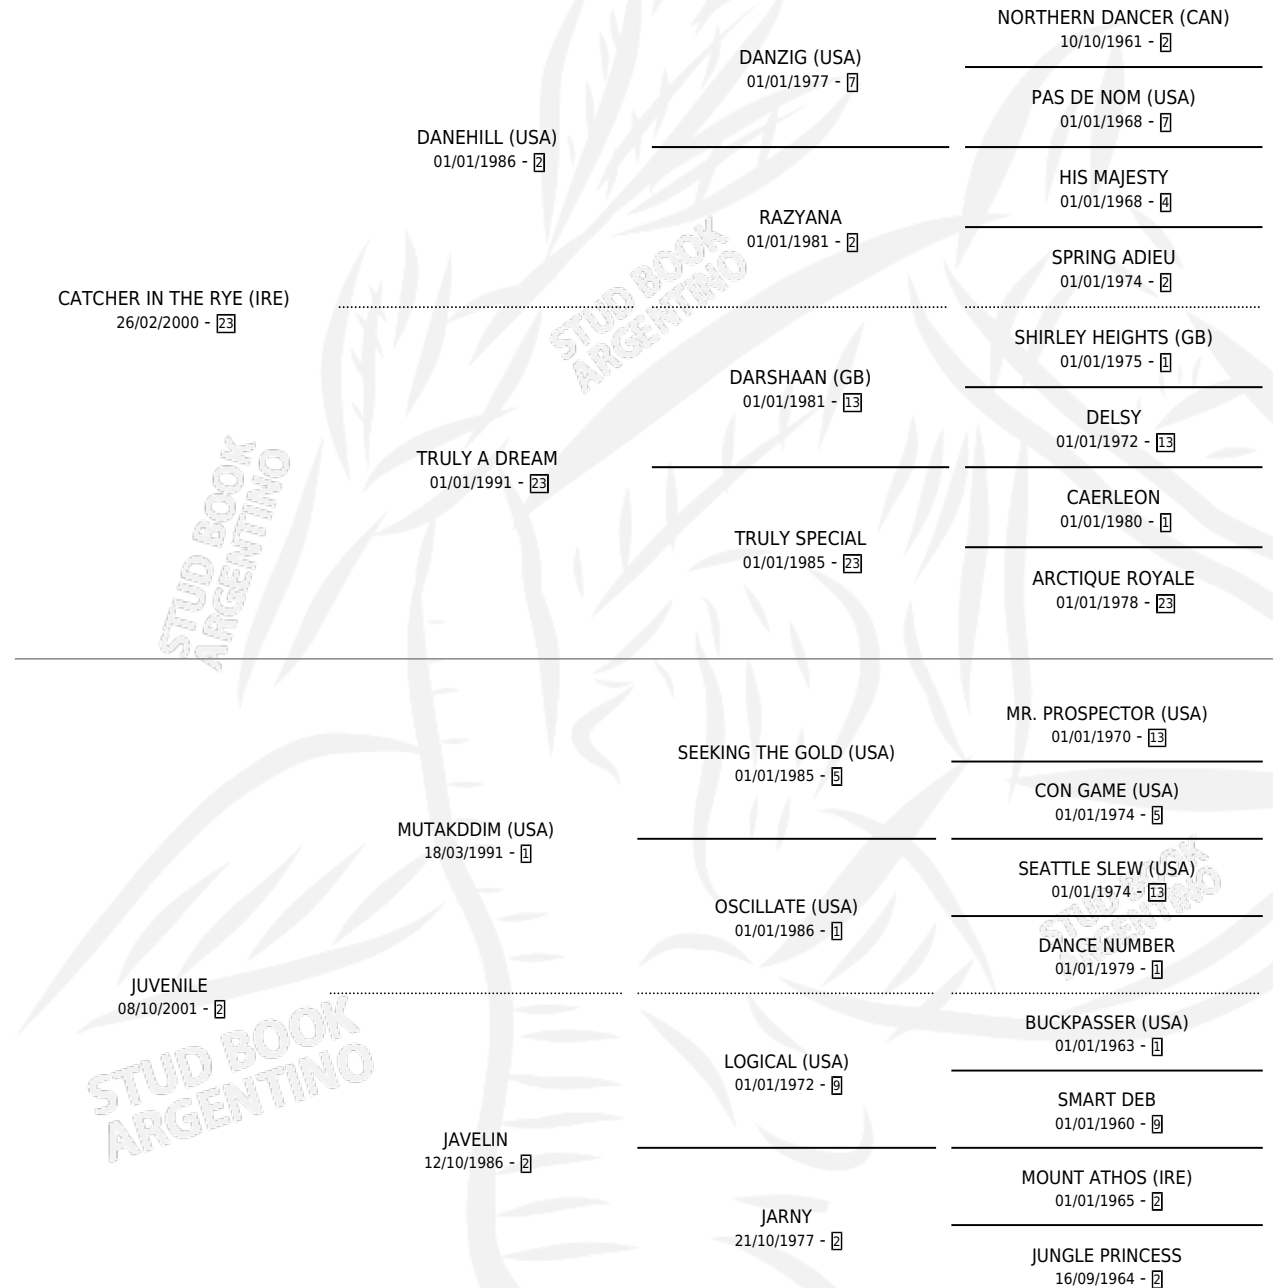 NORTHERN DANCER (CAN)
10/10/1961 - 2
DANZIG (USA)
01/01/1977 - 7
PAS DE NOM (USA)
01/01/1968 - 7
DANEHILL (USA)
01/01/1986 - 2
HIS MAJESTY
01/01/1968 - 4
RAZYANA
01/01/1981 - 2
SPRING ADIEU
01/01/1974 - 2
CATCHER IN THE RYE (IRE)
26/02/2000 - 23
STUD BOOK
ARGENTINO
SHIRLEY HEIGHTS (GB)
01/01/1975 - 1
DARSHAAN (GB)
01/01/1981 - 13
DELSY
01/01/1972 - 13
TRULY A DREAM
01/01/1991 - 23
CAERLEON
01/01/1980 - 1
TRULY SPECIAL
01/01/1985 - 23
ARCTIQUE ROYALE
01/01/1978 - 23
STUD BOOK
ARGENTINO
MR. PROSPECTOR (USA)
01/01/1970 - 13
SEEKING THE GOLD (USA)
01/01/1985 - 5
CON GAME (USA)
01/01/1974 - 5
MUTAKDDIM (USA)
18/03/1991 - 1
SEATTLE SLEW (USA)
01/01/1974 - 13
STUD BOOK
ARGENTINO
OSCILLATE (USA)
01/01/1986 - 1
DANCE NUMBER
01/01/1979 - 1
JUVENILE
08/10/2001 - 2
STUD BOOK
ARGENTINO
BUCKPASSER (USA)
01/01/1963 - 1
LOGICAL (USA)
01/01/1972 - 9
SMART DEB
01/01/1960 - 9
JAVELIN
12/10/1986 - 2
MOUNT ATHOS (IRE)
01/01/1965 - 2
JARNY
21/10/1977 - 2
JUNGLE PRINCESS
16/09/1964 - 2